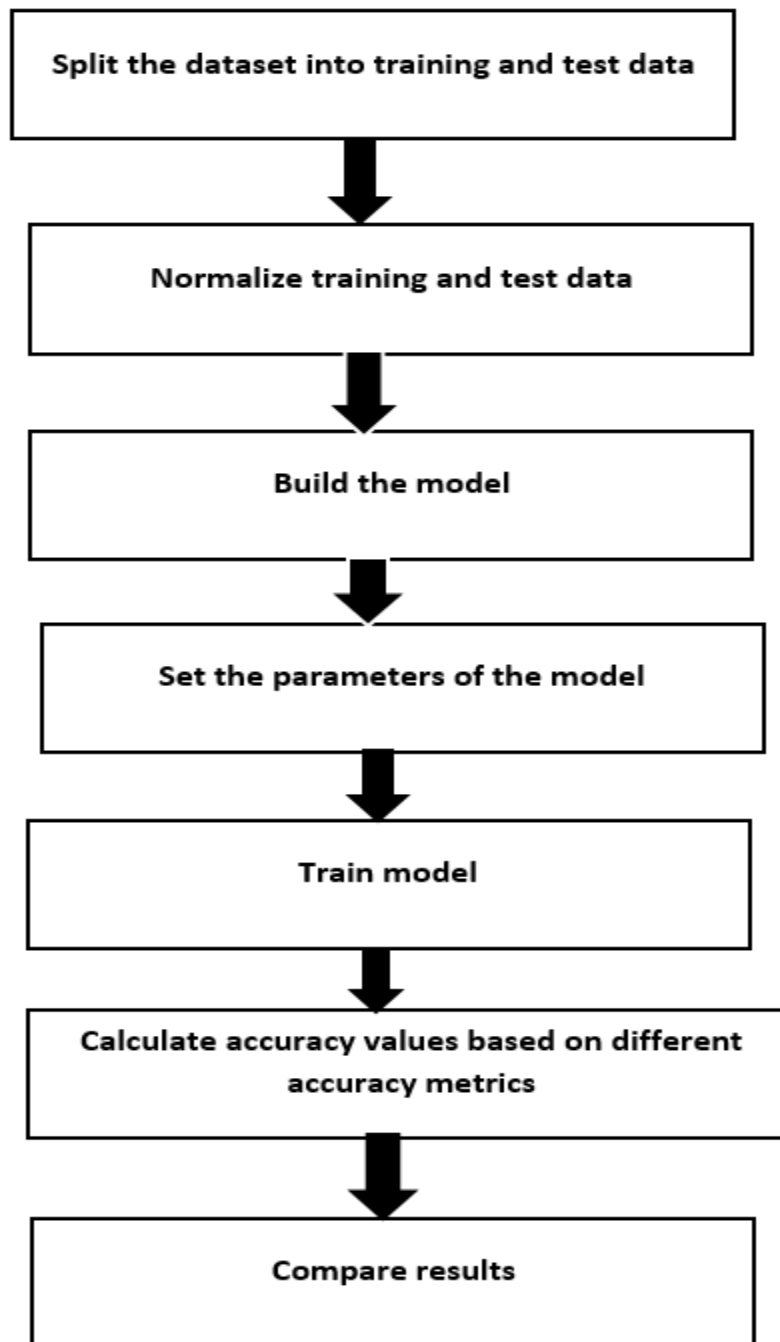 Split the dataset into training and test data
Normalize training and test data
Build the model
Set the parameters of the model
Train model
Calculate accuracy values based on different
accuracy metrics
Compare results